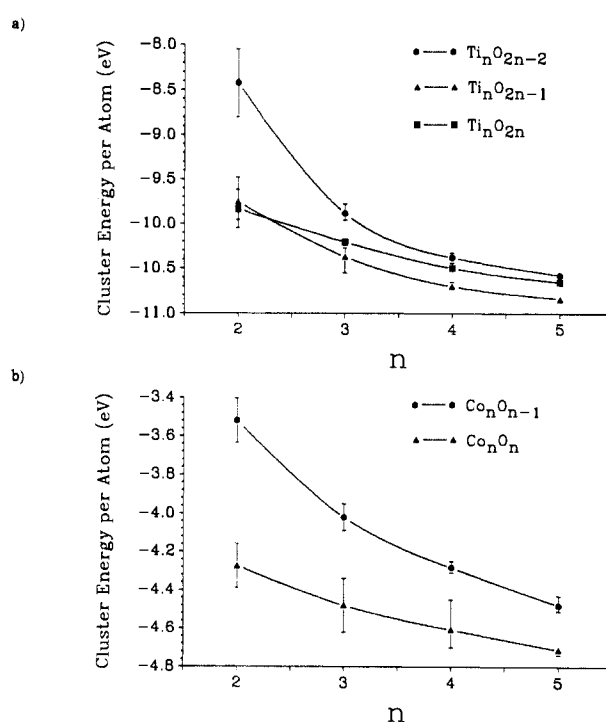 a)
Cluster Energy per Atom (eV)
−8.0
−8.5
−9.0
−9.5
−10.0
−10.5
−11.0
2 3 4 5
n
TinO2n−2
TinO2n−1
TinO2n
b)
Cluster Energy per Atom (eV)
−3.4
−3.6
−3.8
−4.0
−4.2
−4.4
−4.6
−4.8
2 3 4 5
n
ConOn−1
ConOn